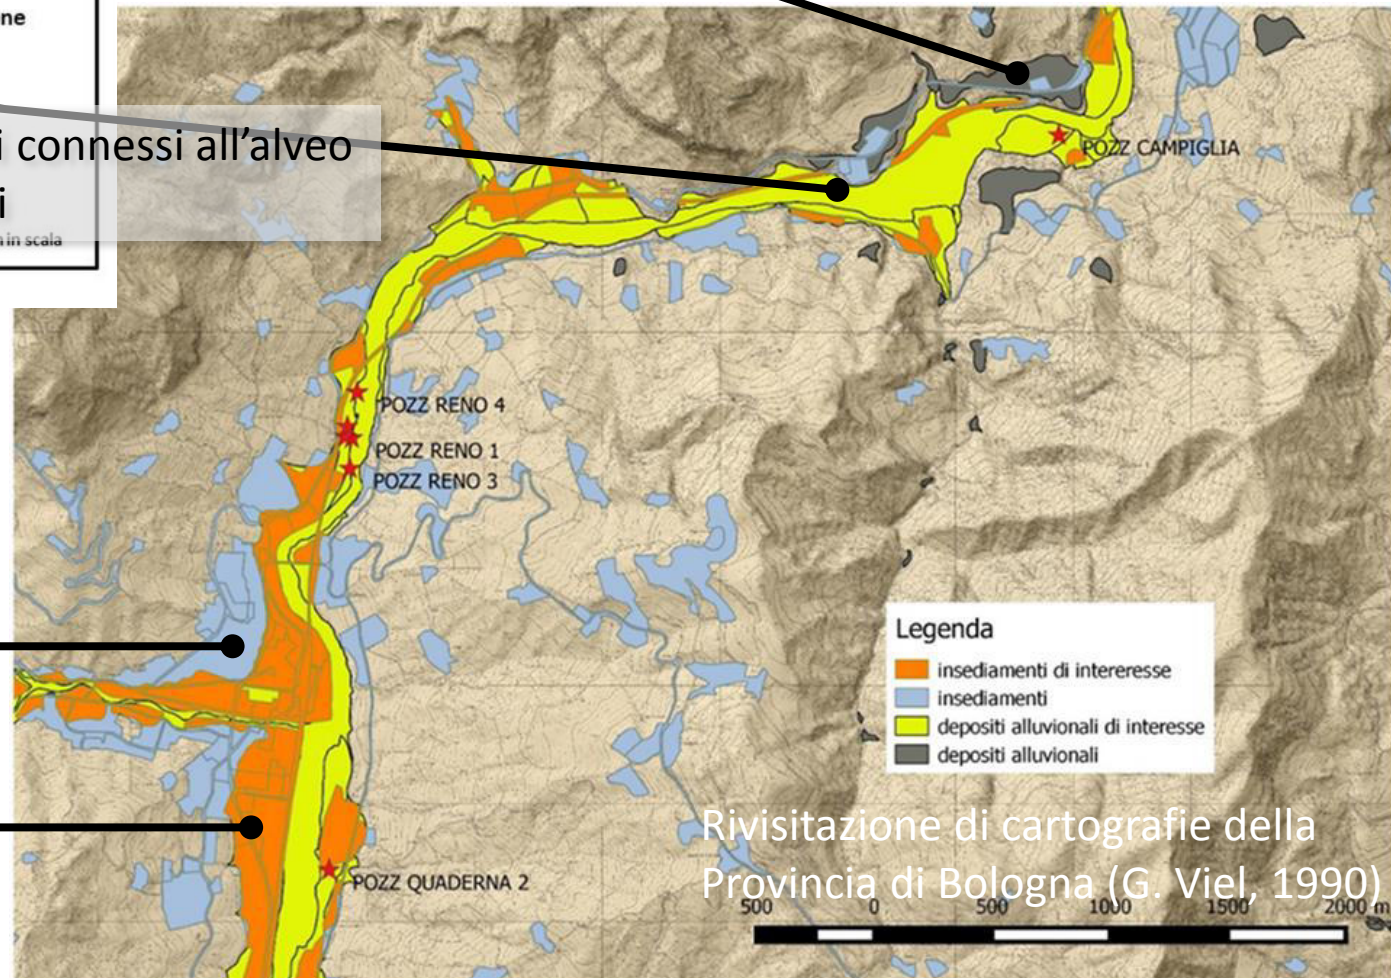 ne
i connessi all'alveo
i
in scala
POZZ CAMPIGLIA
POZZ RENO 4
POZZ RENO 1
POZZ RENO 3
POZZ QUADERNA 2
Legenda
insediamenti di intereresse
insediamenti
depositi alluvionali di interesse
depositi alluvionali
Rivisitazione di cartografie della
Provincia di Bologna (G. Viel, 1990)
500 0 500 1000 1500 2000 m